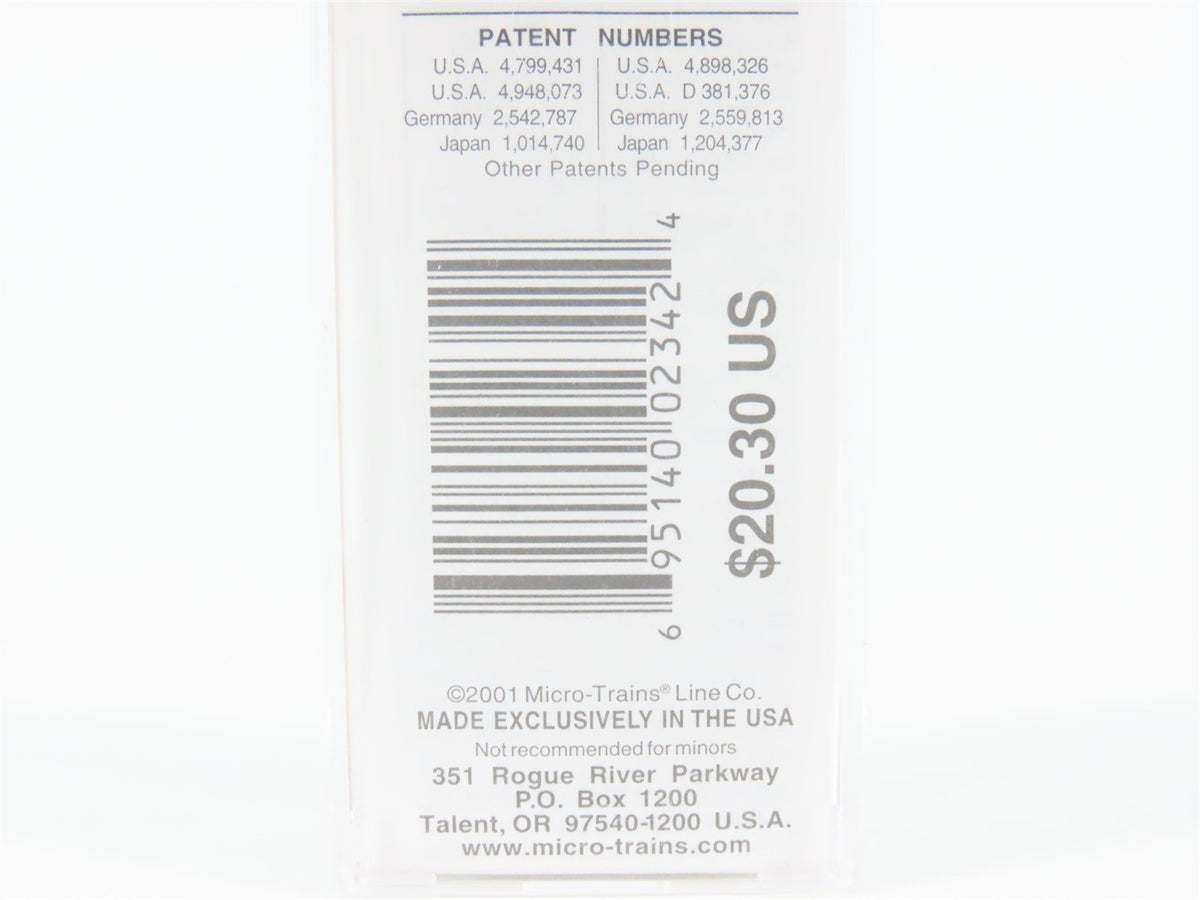 PATENT NUMBERS
U.S.A. 4,799,431 U.S.A. 4,898,326
U.S.A. 4,948,073 U.S.A. D 381,376
Germany 2,542,787 Germany 2,559,813
Japan 1,014,740 Japan 1,204,377
Other Patents Pending
6 95140 02342 4
$20.30 US
©2001 Micro-Trains® Line Co.
MADE EXCLUSIVELY IN THE USA
Not recommended for minors
351 Rogue River Parkway
P.O. Box 1200
Talent, OR 97540-1200 U.S.A.
www.micro-trains.com